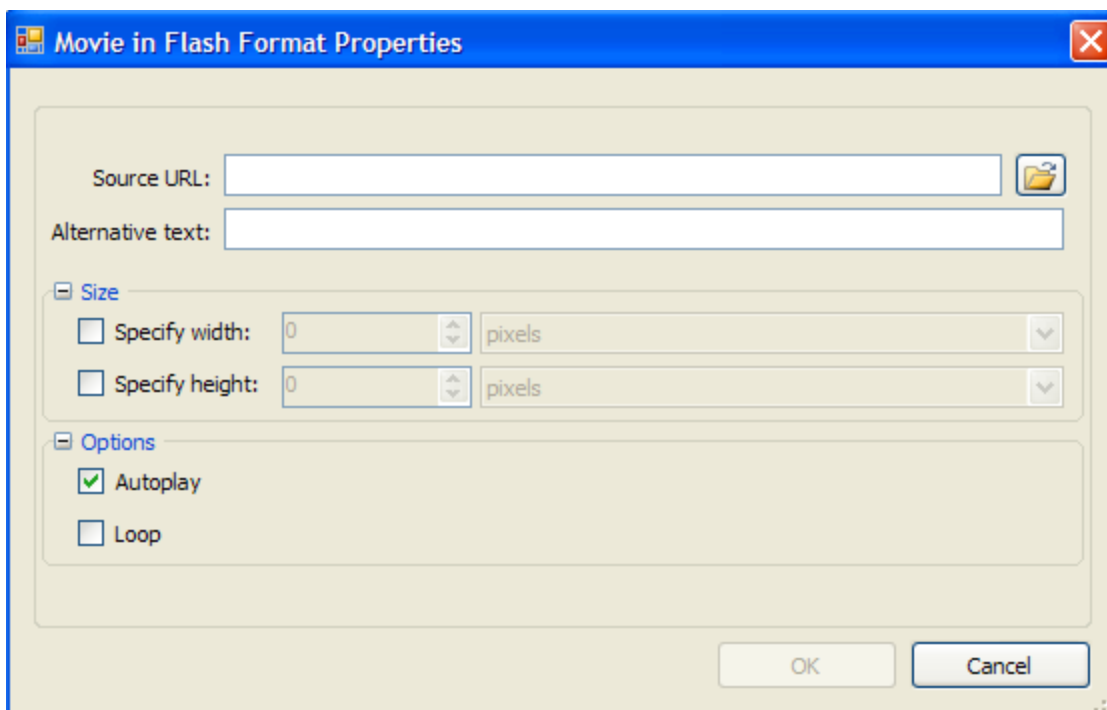 Movie in Flash Format Properties
Source URL:
Alternative text:
Size
Specify width: 0 pixels
Specify height: 0 pixels
Options
Autoplay
Loop
OK Cancel